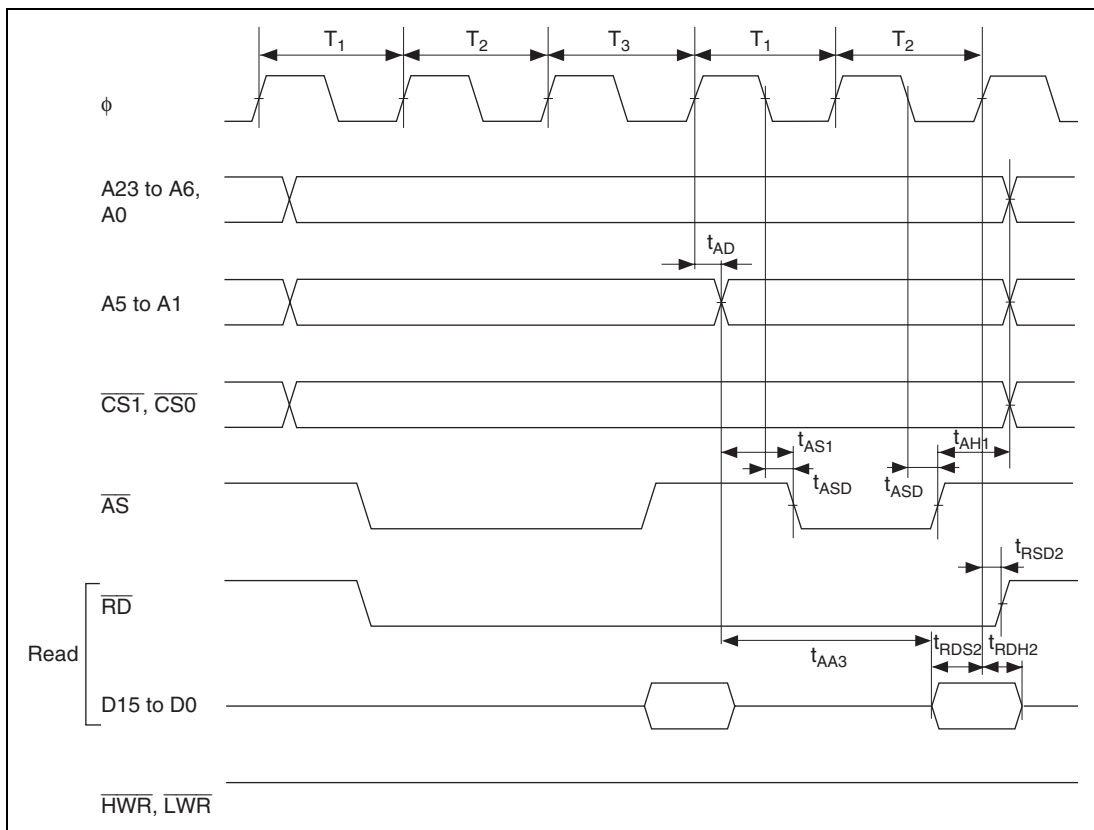 T1 T2 T3 T1 T2
φ
A23 to A6,
A0
tAD
A5 to A1
CS1, CS0
tAS1 tAH1
tASD tASD
AS
tRSD2
RD
Read
tAA3 tRDS2 tRDH2
D15 to D0
HWR, LWR